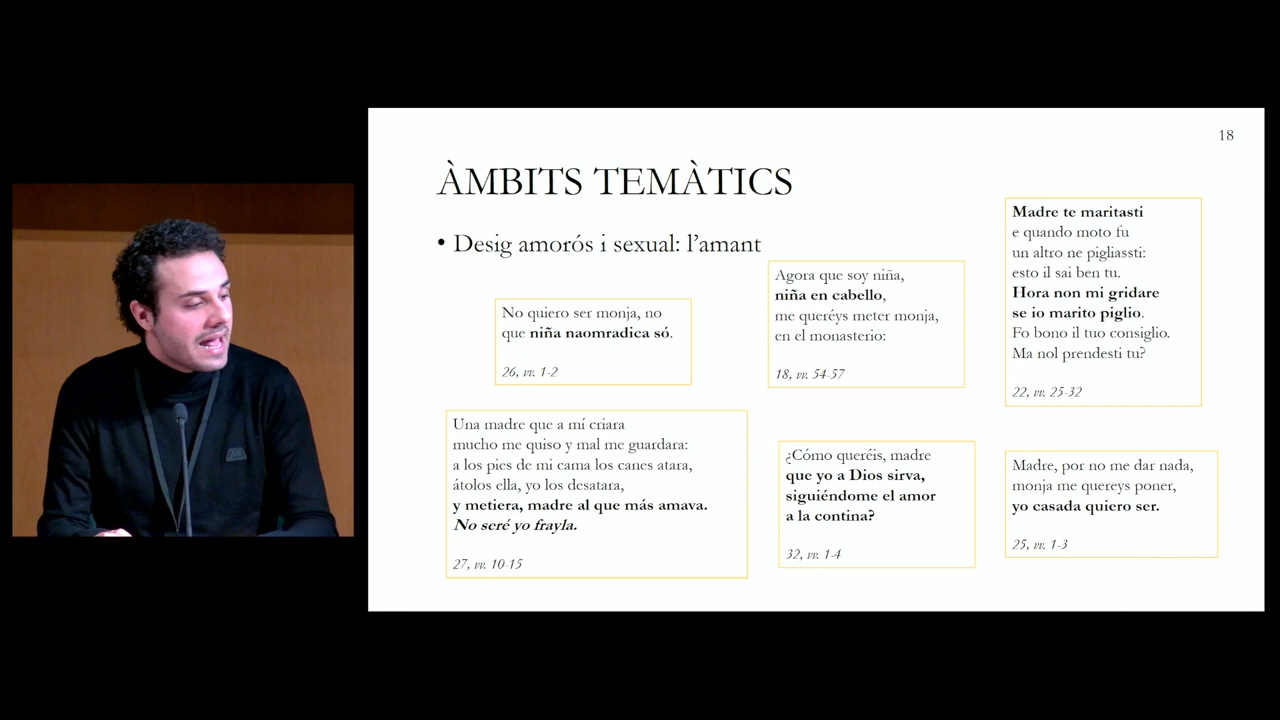 18
ÀMBITS TEMÀTICS
• Desig amorós i sexual: l'amant
No quiero ser monja, no
que niña naomradica só.
26, vv. 1-2
Agora que soy niña,
niña en cabello,
me queréys meter monja,
en el monasterio:
18, vv. 54-57
Madre te maritasti
e quando moto fu
un altro ne pigliassti:
esto il sai ben tu.
Hora non mi gridare
se io marito piglio.
Fo bono il tuo consiglio.
Ma nol prendesti tu?
22, vv. 25-32
Una madre que a mí criara
mucho me quiso y mal me guardara:
a los pies de mi cama los canes atara,
átolos ella, yo los desatara,
y metiera, madre al que más amava.
No seré yo frayla.
27, vv. 10-15
¿Cómo queréis, madre
que yo a Dios sirva,
siguiéndome el amor
a la contina?
32, vv. 1-4
Madre, por no me dar nada,
monja me quereys poner,
yo casada quiero ser.
25, vv. 1-3